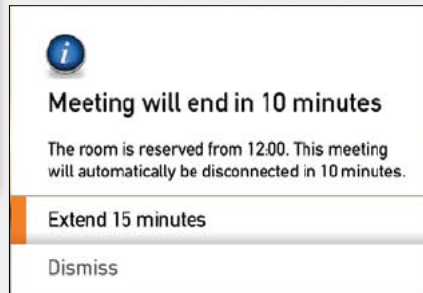 i
Meeting will end in 10 minutes
The room is reserved from 12:00. This meeting
will automatically be disconnected in 10 minutes.
Extend 15 minutes
Dismiss